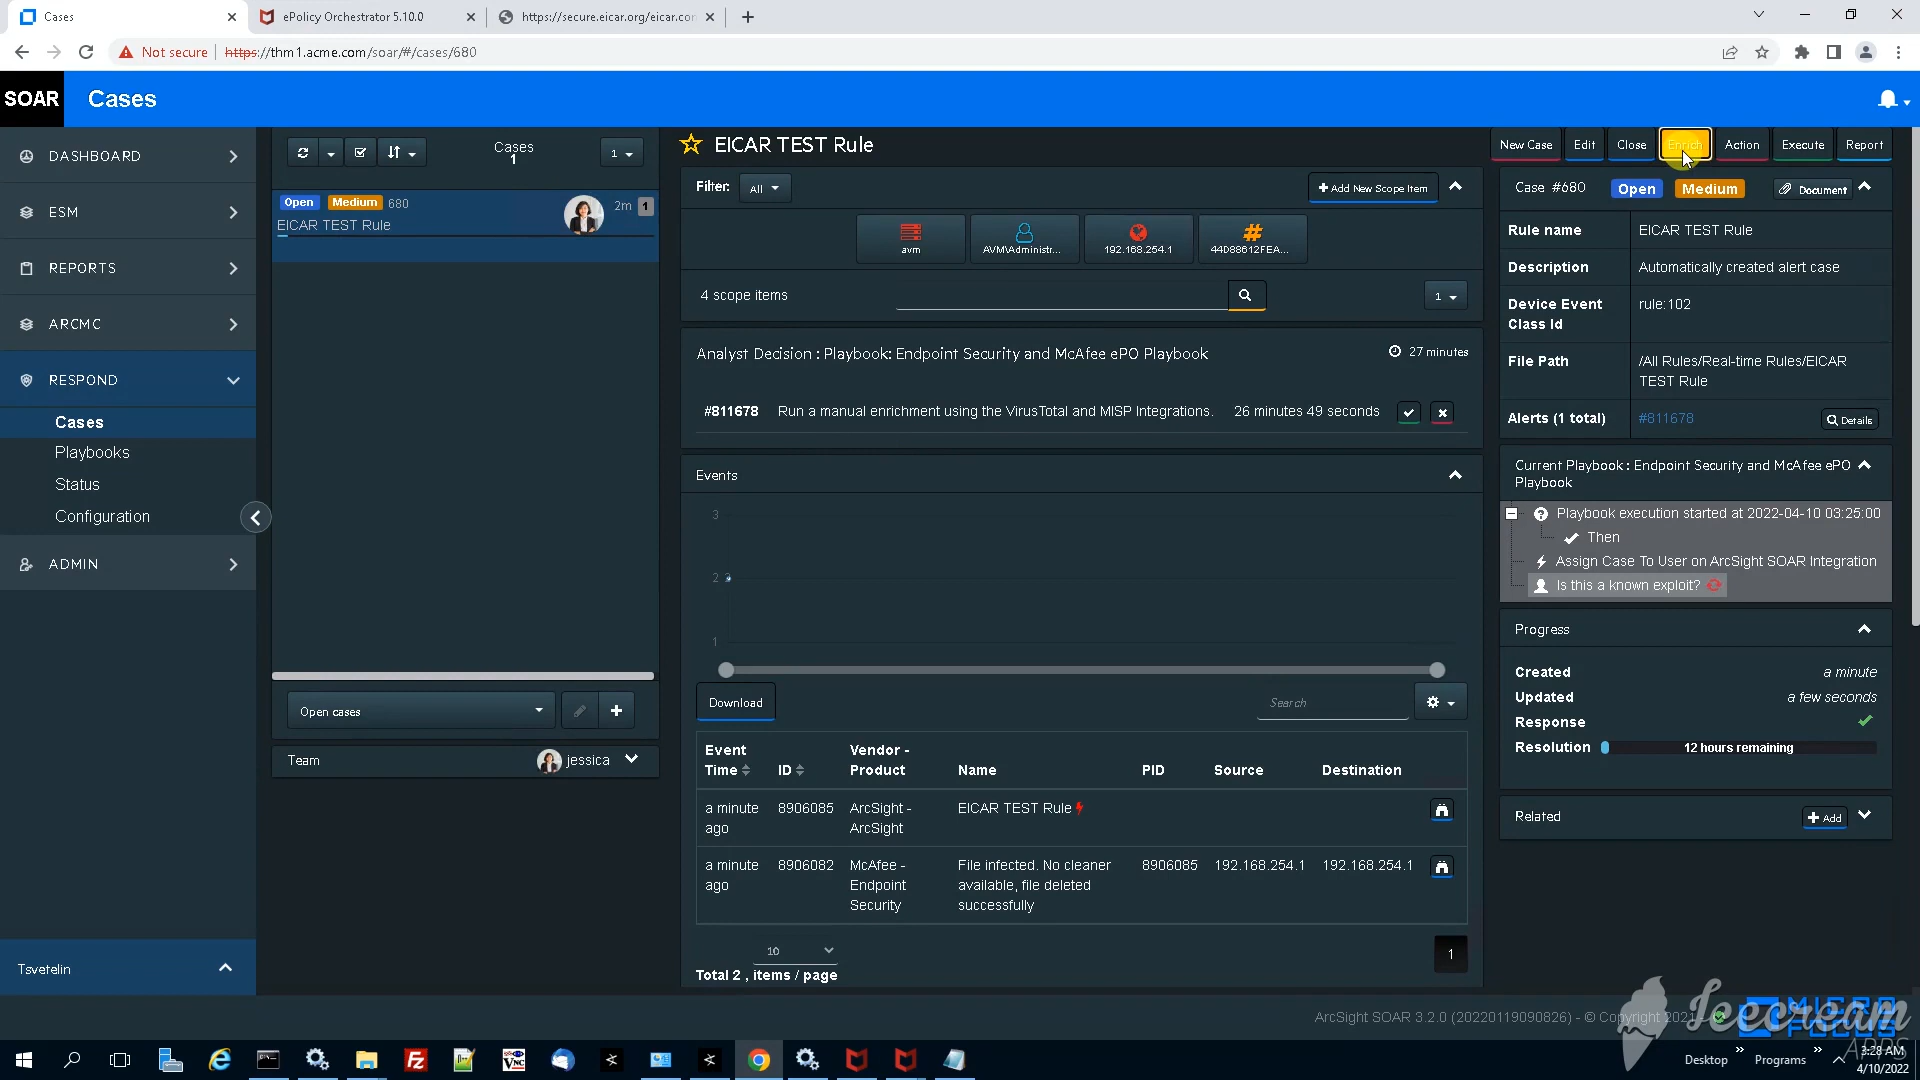 Cases
ePolicy Orchestrator 5.10.0
https://secure.eicar.org/eicar.con
Not secure
https://thm1.acme.com/soar/#/cases/680
SOAR
Cases
DASHBOARD
ESM
REPORTS
ARCMC
RESPOND
Cases
Playbooks
Status
Configuration
ADMIN
Tsvetelin
Cases
1
1
Open Medium 680
2m 1
EICAR TEST Rule
Open cases
Team
jessica
EICAR TEST Rule
New Case
Edit
Close
Enrich
Action
Execute
Report
Filter:
All
Add New Scope Item
avm
AVM\Administr...
192.168.254.1
44D88612FEA...
4 scope items
1
Analyst Decision : Playbook: Endpoint Security and McAfee ePO Playbook
27 minutes
#811678 Run a manual enrichment using the VirusTotal and MISP Integrations. 26 minutes 49 seconds
Events
3
2
1
Download
Search
Event Time
ID
Vendor - Product
Name
PID
Source
Destination
a minute ago
8906085
ArcSight - ArcSight
EICAR TEST Rule
a minute ago
8906082
McAfee - Endpoint Security
File infected. No cleaner available, file deleted successfully
8906085
192.168.254.1
192.168.254.1
10
1
Total 2 , items / page
Case #680
Open
Medium
Document
Rule name
EICAR TEST Rule
Description
Automatically created alert case
Device Event Class Id
rule:102
File Path
/All Rules/Real-time Rules/EICAR TEST Rule
Alerts (1 total)
#811678
Details
Current Playbook : Endpoint Security and McAfee ePO Playbook
Playbook execution started at 2022-04-10 03:25:00
Then
Assign Case To User on ArcSight SOAR Integration
Is this a known exploit?
Progress
Created
a minute
Updated
a few seconds
Response
Resolution
12 hours remaining
Related
Add
ArcSight SOAR 3.2.0 (20220119090826) - © Copyright 2021 -
MICRO FOCUS
Icecream
APPS
Desktop
Programs
3:28 AM
4/10/2022